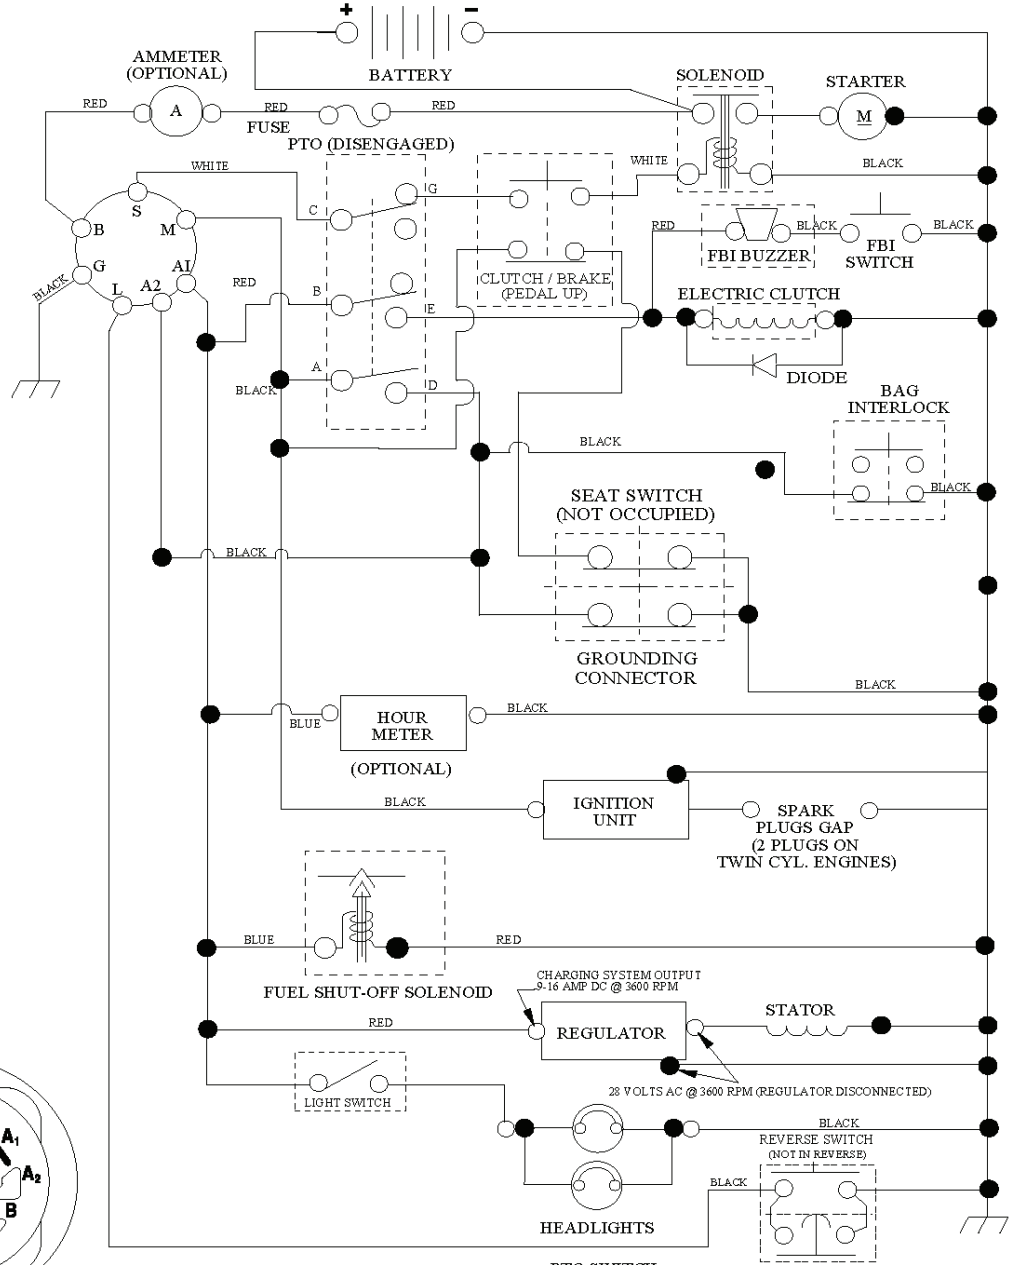 + −
BATTERY
AMMETER
(OPTIONAL)
A
RED
RED
FUSE
RED
SOLENOID
STARTER
M
PTO (DISENGAGED)
WHITE
WHITE
BLACK
S
B
M
G
A1
L
A2
BLACK
RED
C
G
B
E
A
D
BLACK
CLUTCH / BRAKE
(PEDAL UP)
RED
BLACK
BLACK
FBI BUZZER
FBI
SWITCH
ELECTRIC CLUTCH
DIODE
BAG
INTERLOCK
BLACK
BLACK
SEAT SWITCH
(NOT OCCUPIED)
BLACK
GROUNDING
CONNECTOR
BLACK
BLUE
HOUR
METER
BLACK
(OPTIONAL)
BLACK
IGNITION
UNIT
SPARK
PLUGS GAP
(2 PLUGS ON
TWIN CYL. ENGINES)
BLUE
RED
FUEL SHUT-OFF SOLENOID
CHARGING SYSTEM OUTPUT
9-16 AMP DC @ 3600 RPM
RED
REGULATOR
STATOR
28 VOLTS AC @ 3600 RPM (REGULATOR DISCONNECTED)
LIGHT SWITCH
BLACK
REVERSE SWITCH
(NOT IN REVERSE)
BLACK
HEADLIGHTS
A1
A2
B